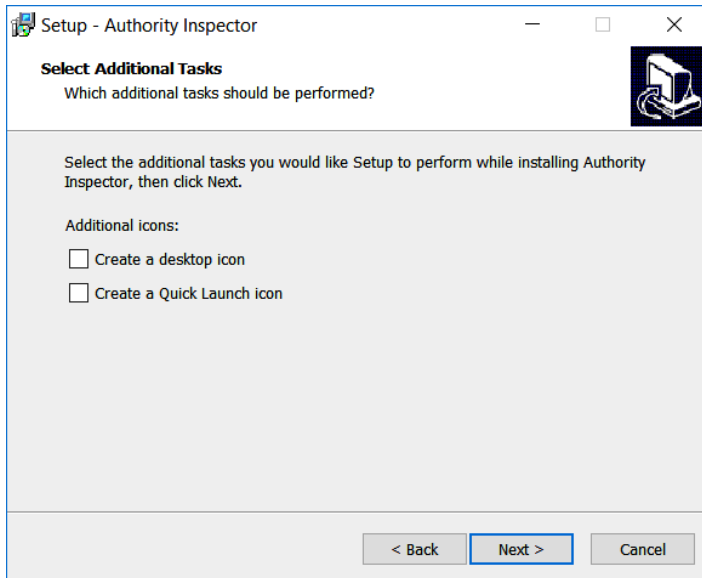 Setup - Authority Inspector
Select Additional Tasks
Which additional tasks should be performed?
Select the additional tasks you would like Setup to perform while installing Authority
Inspector, then click Next.
Additional icons:
Create a desktop icon
Create a Quick Launch icon
< Back Next > Cancel